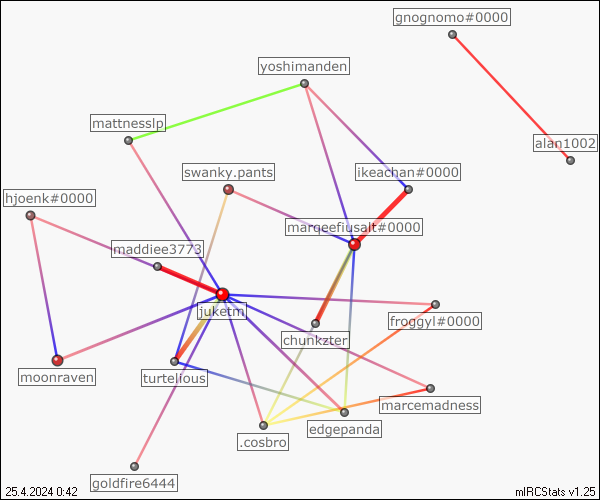 gnognomo#0000
yoshimanden
mattnesslp
alan1002
swanky.pants
ikeachan#0000
hjoenk#0000
marqeefiusalt#0000
maddiee3773
juketm
froggyl#0000
chunkzter
moonraven
turtelious
marcemadness
edgepanda
.cosbro
goldfire6444
25.4.2024 0:42
mIRCStats v1.25